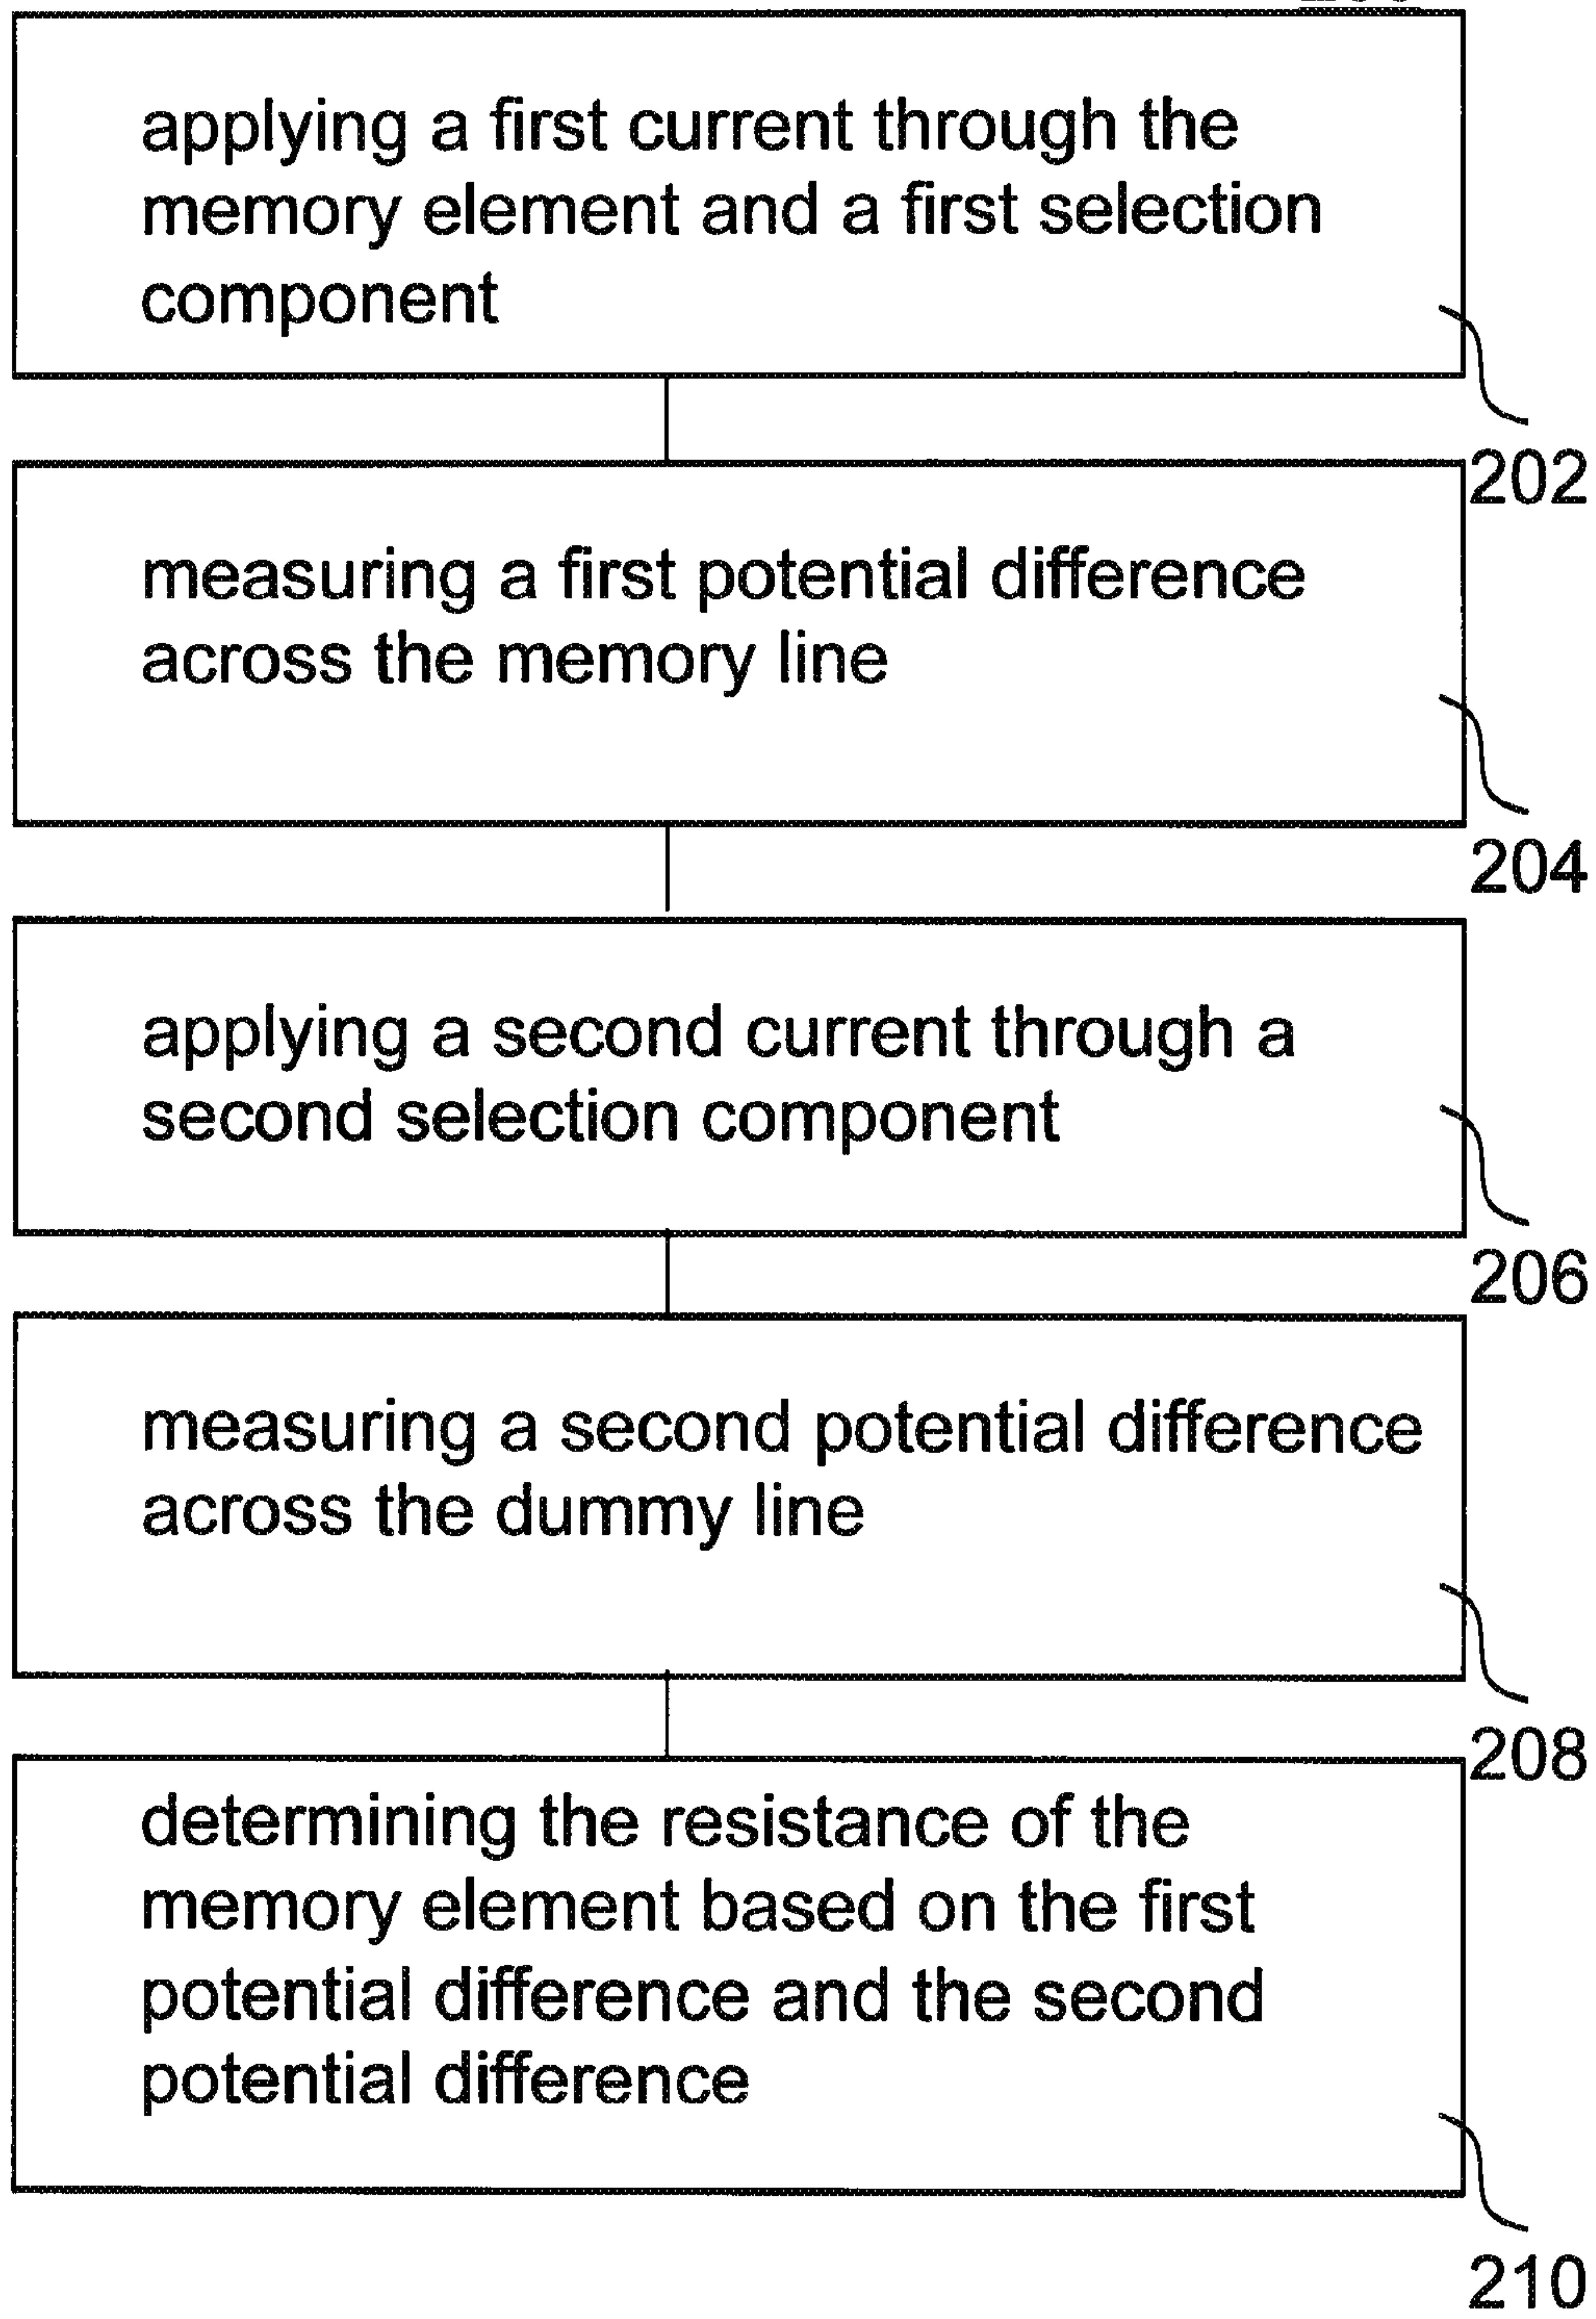 applying a first current through the
memory element and a first selection
component
202
measuring a first potential difference
across the memory line
204
applying a second current through a
second selection component
206
measuring a second potential difference
across the dummy line
208
determining the resistance of the
memory element based on the first
potential difference and the second
potential difference
210